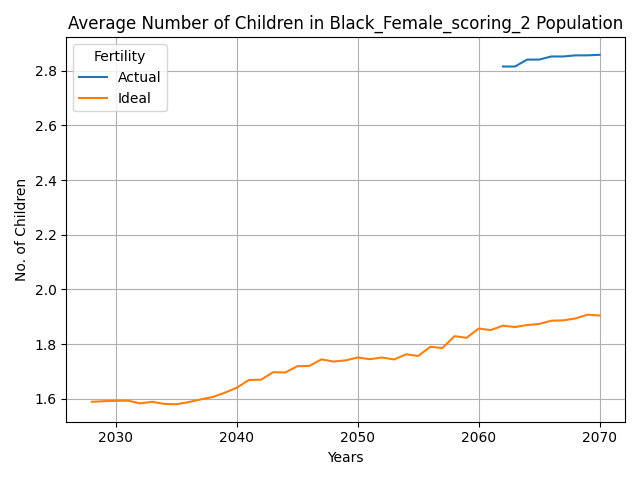 Average Number of Children in Black_Female_scoring_2 Population
Fertility
Actual
Ideal
No. of Children
2.8
2.6
2.4
2.2
2.0
1.8
1.6
2030 2040 2050 2060 2070
Years